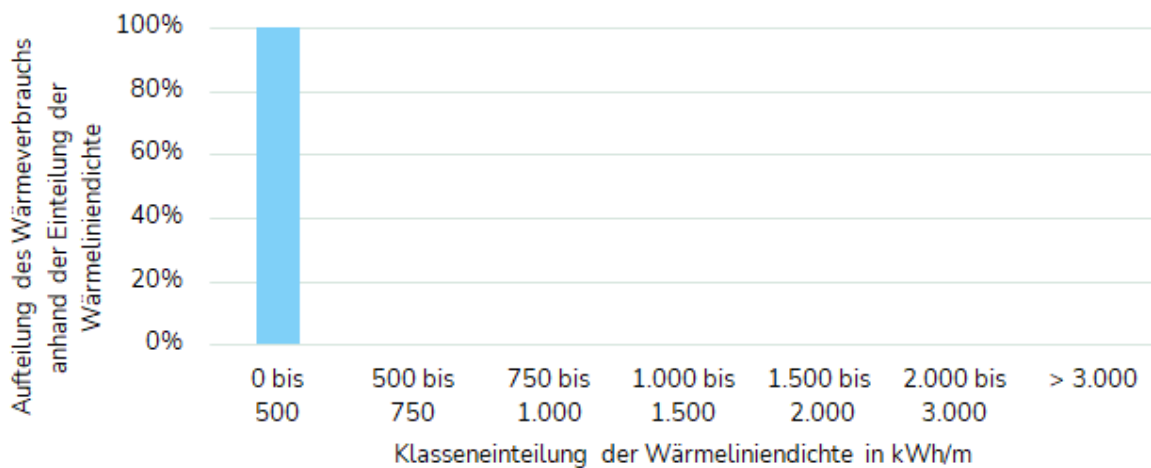 Aufteilung des Wärmeverbrauchs
anhand der Einteilung der
Wärmeliniendichte
100%
80%
60%
40%
20%
0%
0 bis 500
500 bis 750
750 bis 1.000
1.000 bis 1.500
1.500 bis 2.000
2.000 bis 3.000
> 3.000
Klasseneinteilung der Wärmeliniendichte in kWh/m